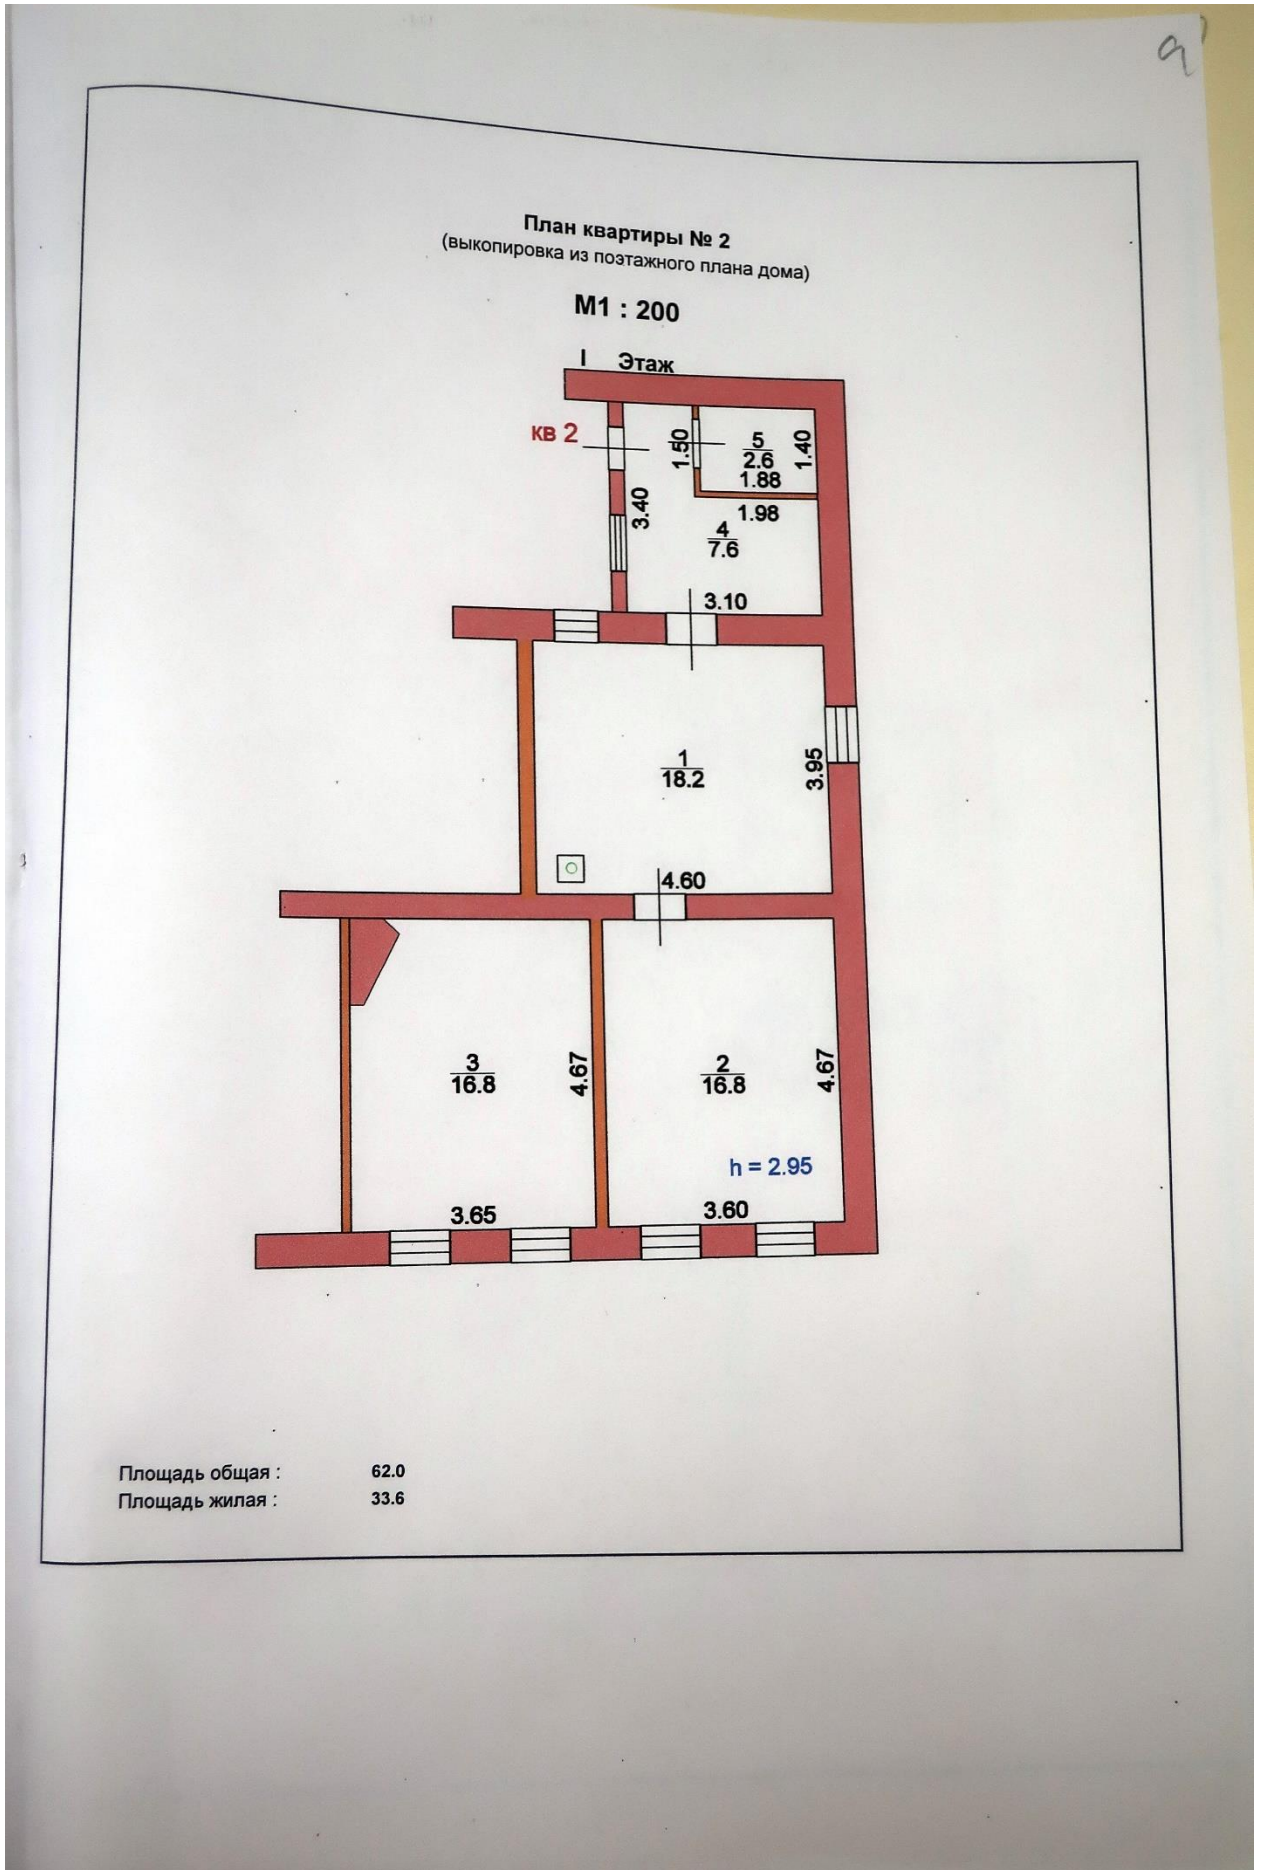 9
План квартиры № 2
(выкопировка из поэтажного плана дома)
М1 : 200
I Этаж
кв 2
1.50
5
2.6
1.88
1.40
3.40
1.98
4
7.6
3.10
1
18.2
3.95
4.60
3
16.8
4.67
2
16.8
4.67
h = 2.95
3.65
3.60
Площадь общая : 62.0
Площадь жилая : 33.6